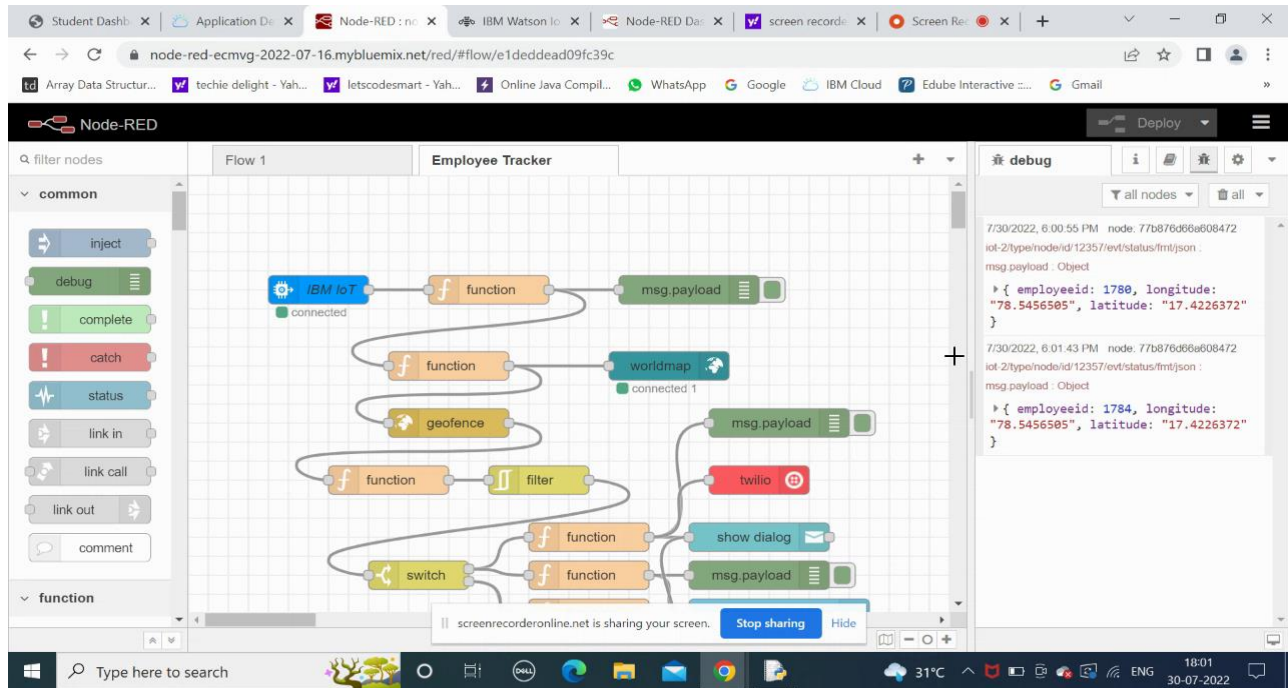 Student Dashb
Application De
Node-RED : no
IBM Watson Io
Node-RED Das
screen recorde
Screen Rec
node-red-ecmvg-2022-07-16.mybluemix.net/red/#flow/e1deddead09fc39c
td Array Data Structur...
techie delight - Yah...
letscodesmart - Yah...
Online Java Compil...
WhatsApp
Google
IBM Cloud
Edube Interactive ::...
Gmail
»
Node-RED
Deploy
filter nodes
Flow 1
Employee Tracker
debug
all nodes
all
common
inject
debug
complete
catch
status
link in
link call
link out
comment
function
IBM IoT
connected
function
msg.payload
function
worldmap
connected 1
geofence
msg.payload
function
filter
twilio
function
show dialog
switch
function
msg.payload
7/30/2022, 6:00:55 PM node: 77b876d66a608472
iot-2/type/node/id/12357/evt/status/fmt/json :
msg.payload : Object
{ employeeid: 1780, longitude:
"78.5456505", latitude: "17.4226372"
}
7/30/2022, 6:01:43 PM node: 77b876d66a608472
iot-2/type/node/id/12357/evt/status/fmt/json :
msg.payload : Object
{ employeeid: 1784, longitude:
"78.5456505", latitude: "17.4226372"
}
screenrecorderonline.net is sharing your screen.
Stop sharing
Hide
Type here to search
DELL
31°C
ENG
18:01
30-07-2022